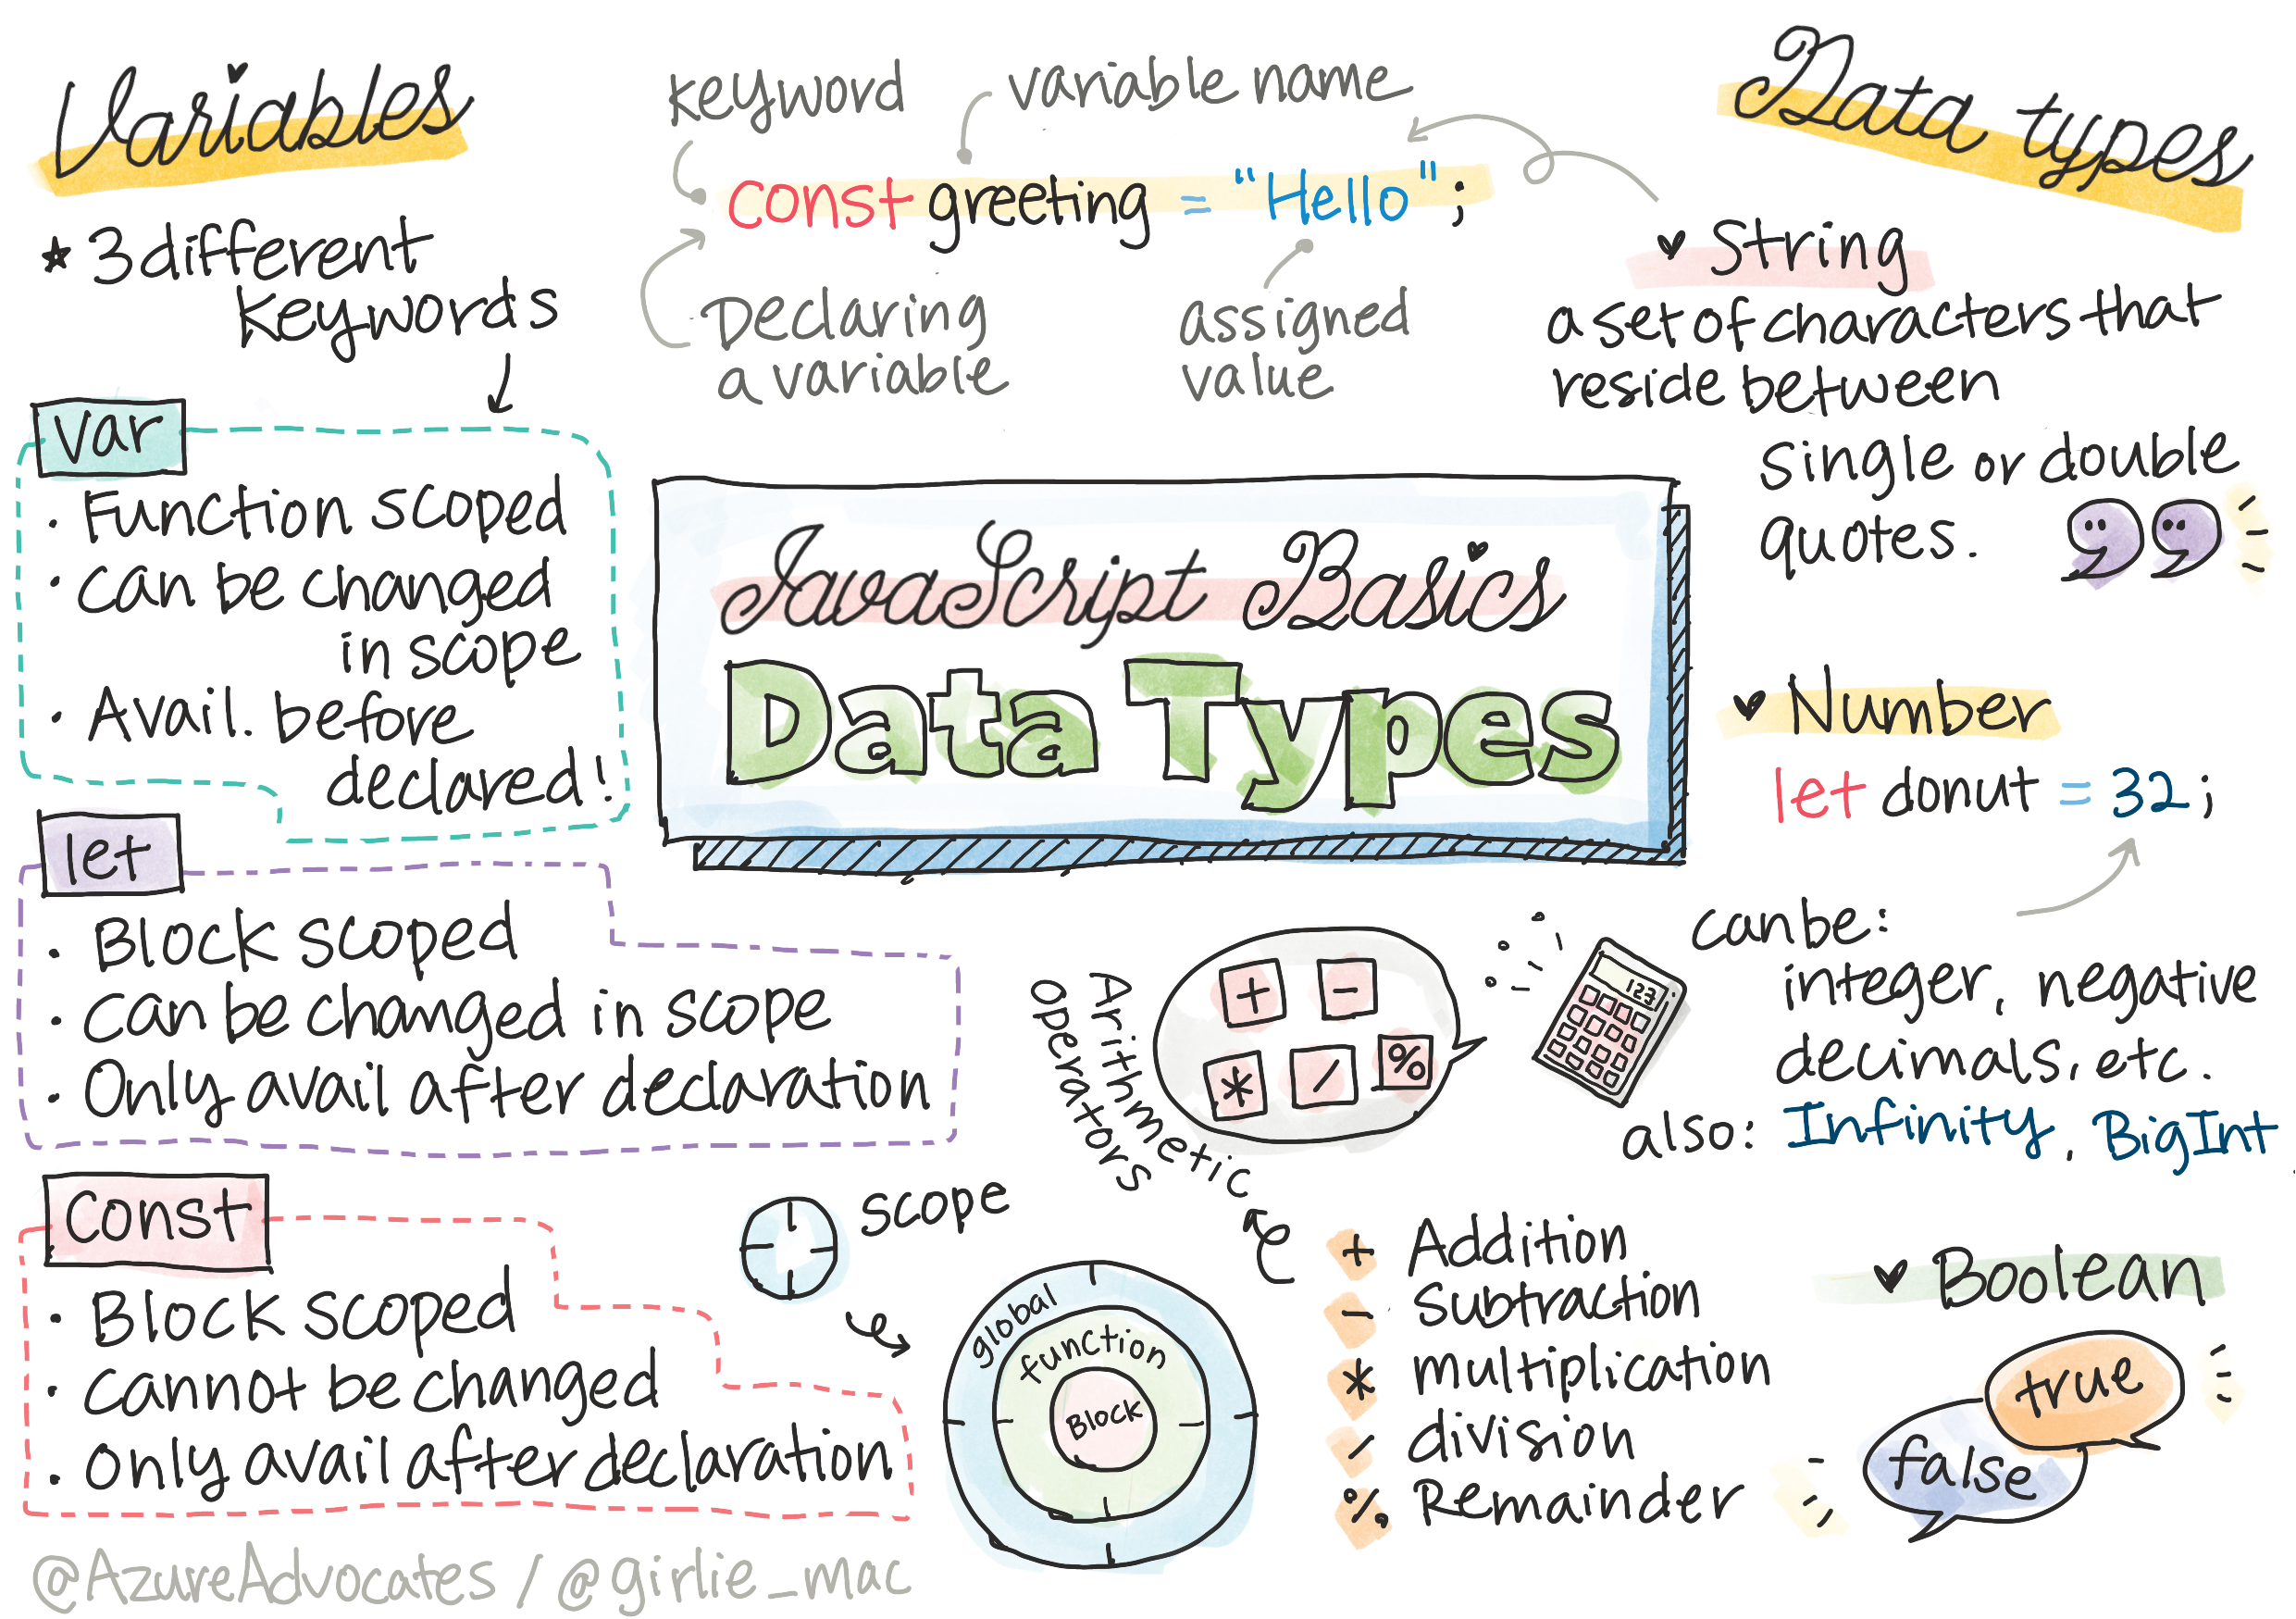 Variables
* 3 different
keywords
var
· Function scoped
· can be changed
in scope
· Avail. before
declared!
let
· Block scoped
· can be changed in scope
· Only avail after declaration
const
· Block scoped
· cannot be changed
· only avail after declaration
@AzureAdvocates / @girlie_mac
keyword
variable name
const greeting = "Hello";
Declaring
a variable
assigned
value
JavaScript Basics
Data Types
scope
global
function
Block
Arithmetic
operators
+ -
* / %
123
+ Addition
- Subtraction
* multiplication
/ division
% Remainder
Data types
♥ String
a set of characters that
reside between
single or double
quotes.
♥ Number
let donut = 32;
can be:
integer, negative
decimals, etc.
also: Infinity, BigInt
♥ Boolean
true
false